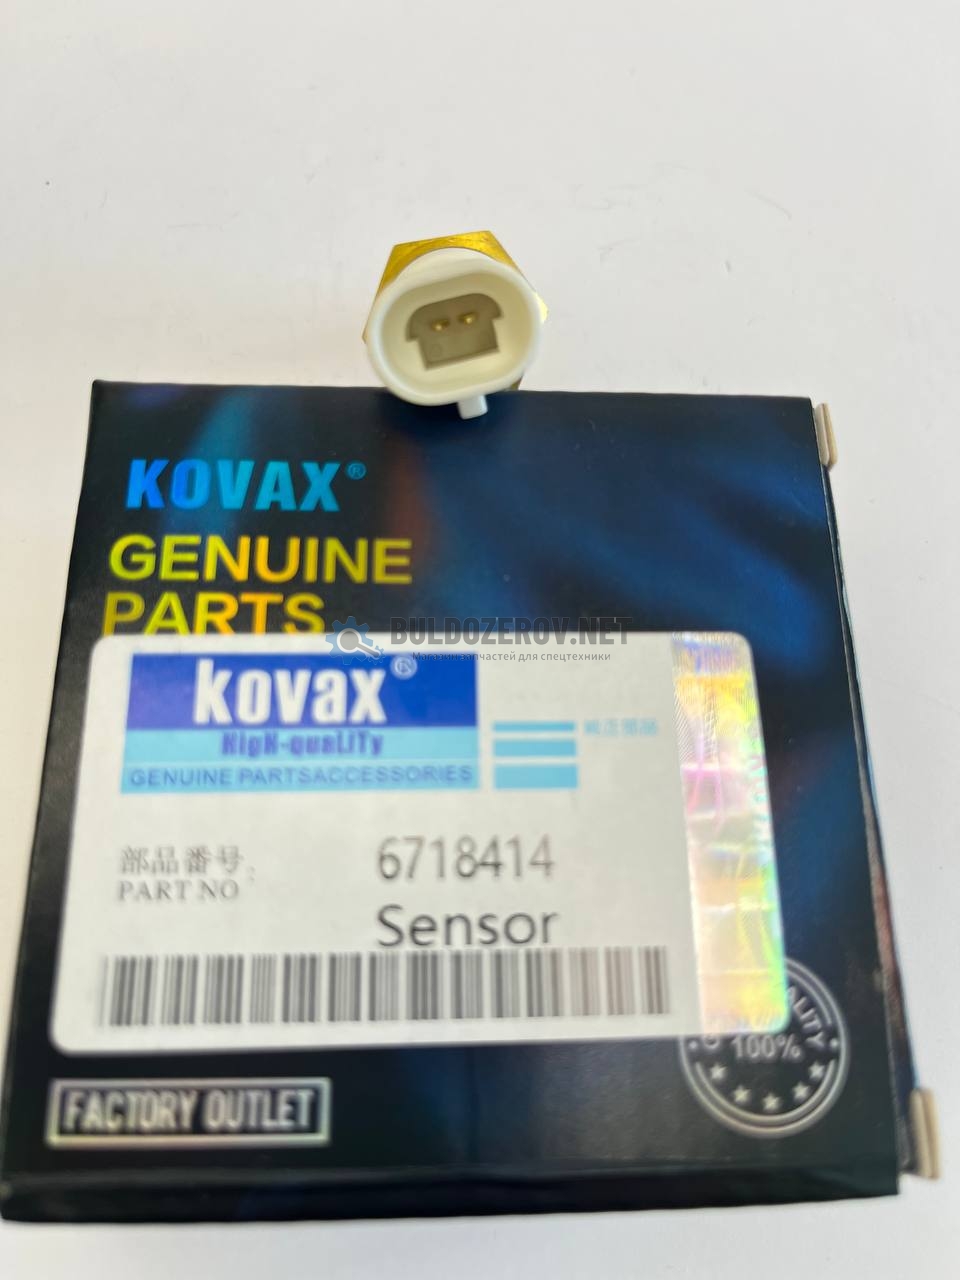 KOVAX®
GENUINE
PARTS
BULDOZEROV.NET
Магазин запчастей для спецтехники
kovax®
HigH-quaLiTy
GENUINE PARTSACCESSORIES
部品番号:
PART NO
6718414
Sensor
100%
FACTORY OUTLET